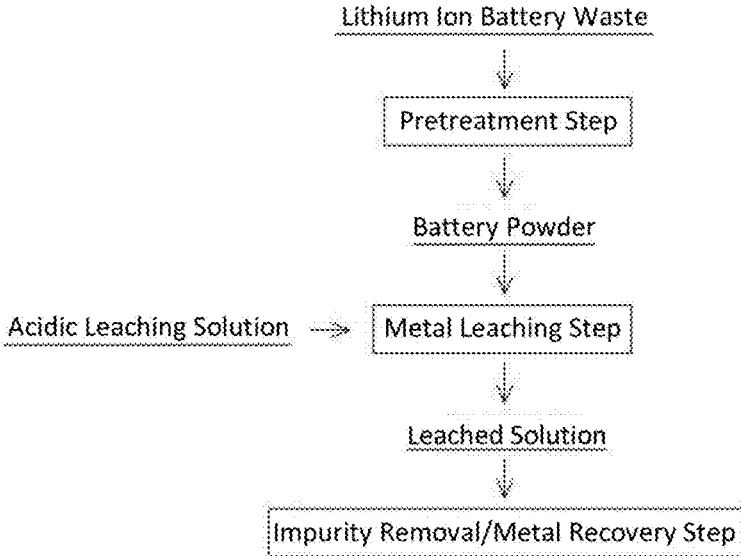 Lithium Ion Battery Waste
Pretreatment Step
Battery Powder
Acidic Leaching Solution
Metal Leaching Step
Leached Solution
Impurity Removal/Metal Recovery Step